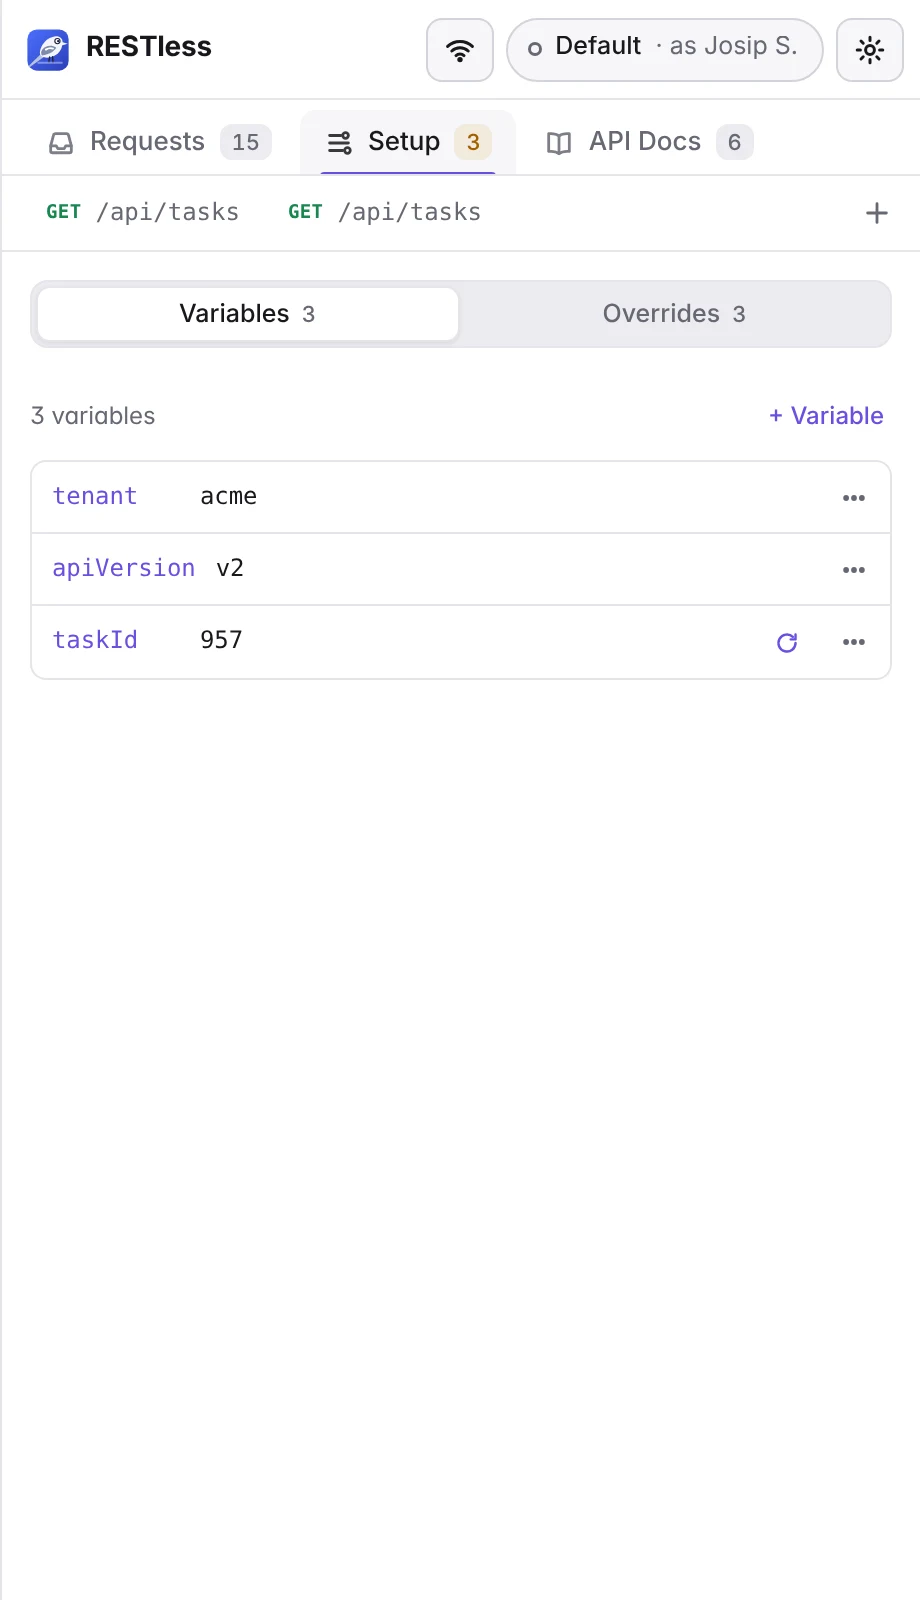 RESTless
Default · as Josip S.
Requests 15
Setup 3
API Docs 6
GET /api/tasks
GET /api/tasks
Variables 3
Overrides 3
3 variables
+ Variable
tenant acme
apiVersion v2
taskId 957